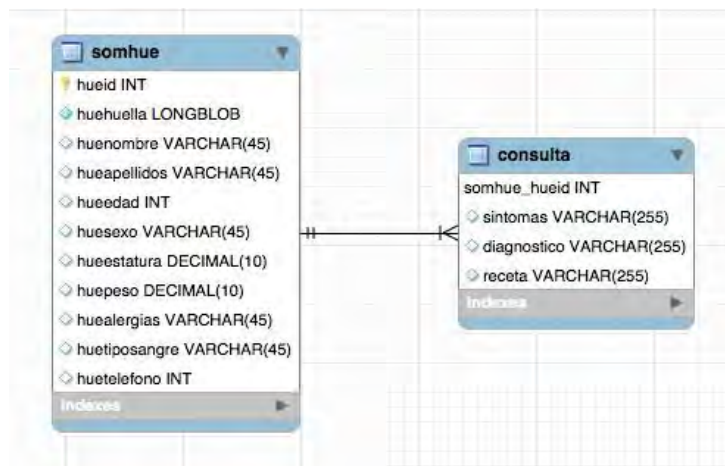 somhue
hueid INT
huehuella LONGBLOB
huenombre VARCHAR(45)
hueapellidos VARCHAR(45)
hueedad INT
huesexo VARCHAR(45)
hueestatura DECIMAL(10)
huepeso DECIMAL(10)
huealergias VARCHAR(45)
huetiposangre VARCHAR(45)
huetelefono INT
Indexes
consulta
somhue_hueid INT
sintomas VARCHAR(255)
diagnostico VARCHAR(255)
receta VARCHAR(255)
Indexes